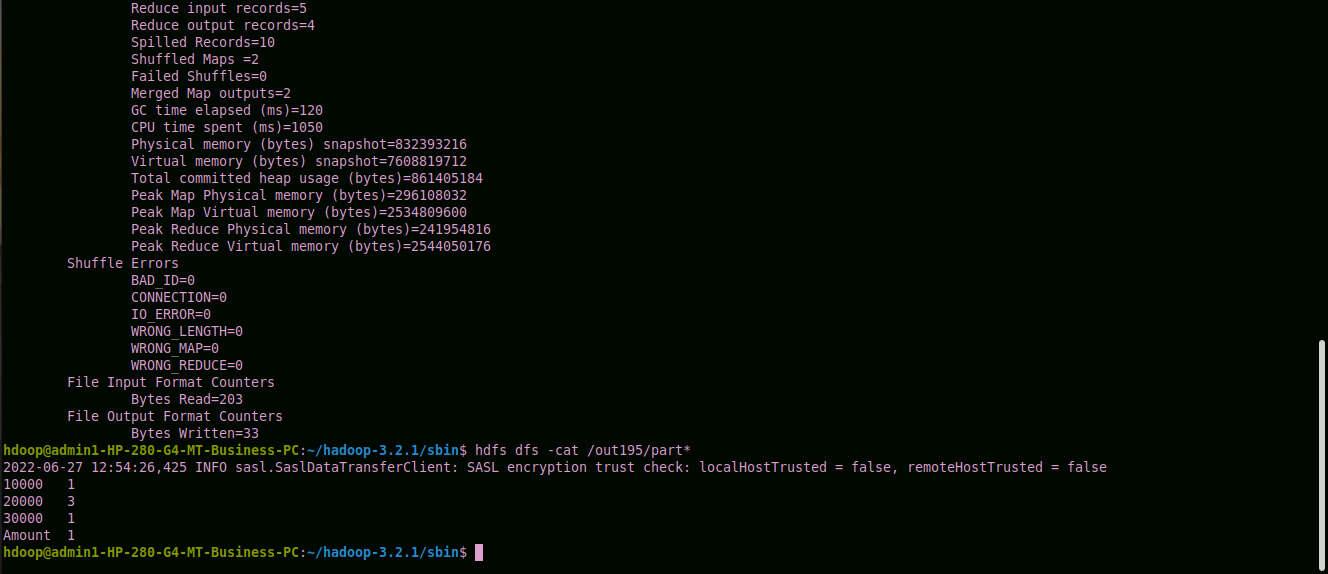 Reduce input records=5
Reduce output records=4
Spilled Records=10
Shuffled Maps =2
Failed Shuffles=0
Merged Map outputs=2
GC time elapsed (ms)=120
CPU time spent (ms)=1050
Physical memory (bytes) snapshot=832393216
Virtual memory (bytes) snapshot=7608819712
Total committed heap usage (bytes)=861405184
Peak Map Physical memory (bytes)=296108032
Peak Map Virtual memory (bytes)=2534809600
Peak Reduce Physical memory (bytes)=241954816
Peak Reduce Virtual memory (bytes)=2544050176
Shuffle Errors
BAD_ID=0
CONNECTION=0
IO_ERROR=0
WRONG_LENGTH=0
WRONG_MAP=0
WRONG_REDUCE=0
File Input Format Counters
Bytes Read=203
File Output Format Counters
Bytes Written=33
hdoop@admin1-HP-280-G4-MT-Business-PC:~/hadoop-3.2.1/sbin$ hdfs dfs -cat /out195/part*
2022-06-27 12:54:26,425 INFO sasl.SaslDataTransferClient: SASL encryption trust check: localHostTrusted = false, remoteHostTrusted = false
10000 1
20000 3
30000 1
Amount 1
hdoop@admin1-HP-280-G4-MT-Business-PC:~/hadoop-3.2.1/sbin$